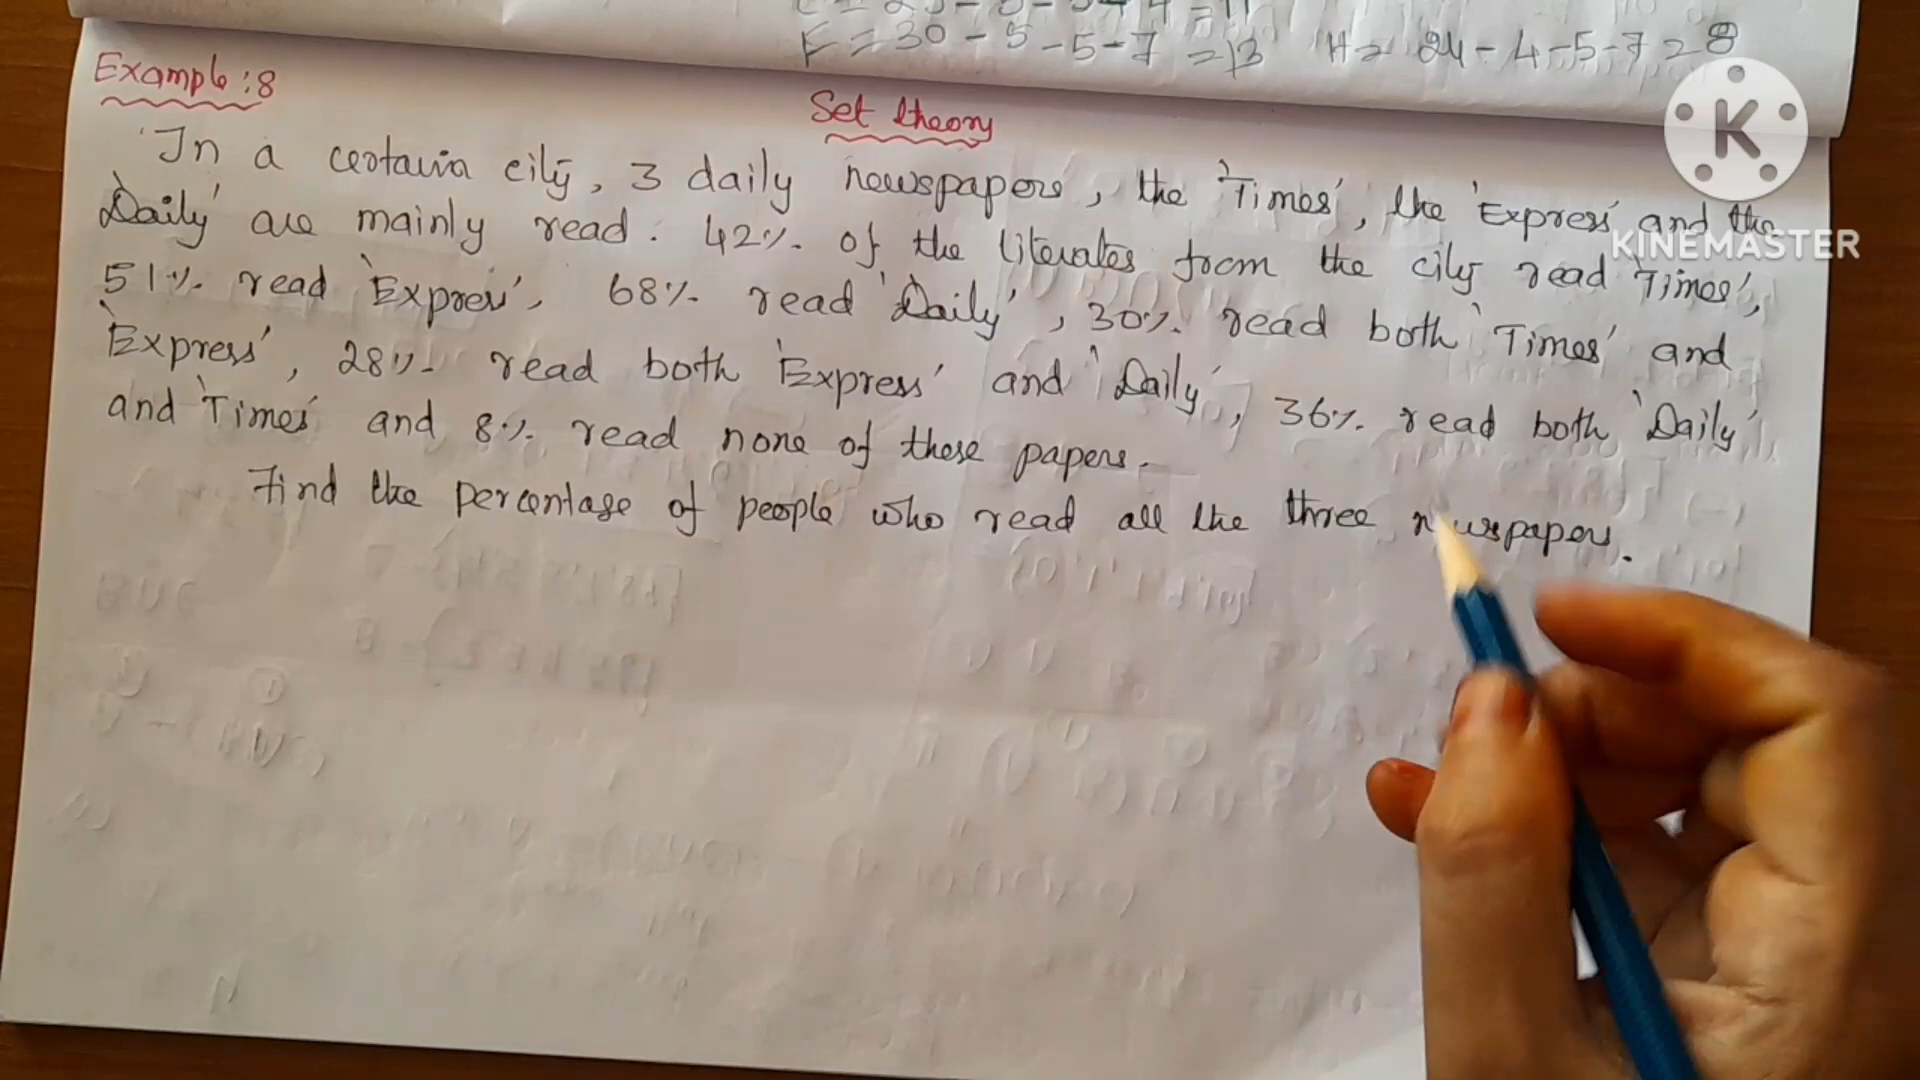 F = 30 - 5 - 5 - 7 = 13 H = 24 - 4 - 5 - 7 = 8
Example : 8
Set theory
In a certain city, 3 daily newspapers, the 'Times', the 'Express' and the
'Daily' are mainly read. 42% of the literates from the city read 'Times',
51% read 'Express', 68% read 'Daily', 30% read both 'Times' and
'Express', 28% read both 'Express' and 'Daily', 36% read both 'Daily'
and 'Times' and 8% read none of these papers.
Find the percentage of people who read all the three newspapers.
K
KINEMASTER